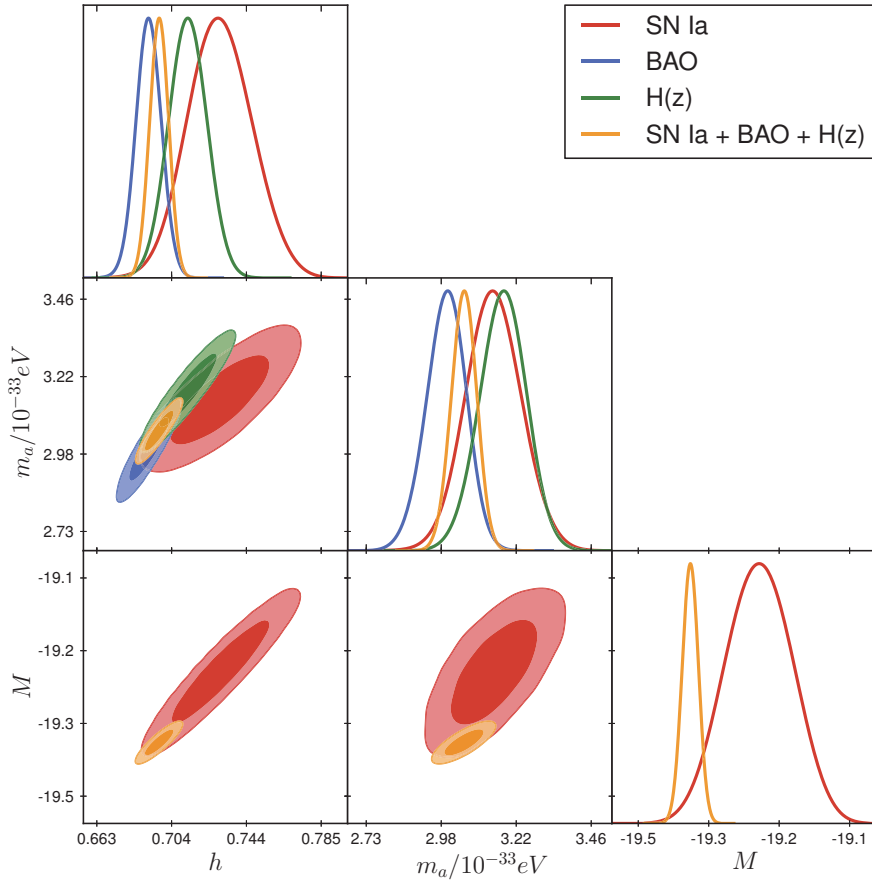 SN Ia
BAO
H(z)
SN Ia + BAO + H(z)
3.46
3.22
2.98
2.73
m_a/10^{-33}eV
-19.1
-19.2
-19.3
-19.5
M
0.663 0.704 0.744 0.785
h
2.73 2.98 3.22 3.46
m_a/10^{-33}eV
-19.5 -19.3 -19.2 -19.1
M